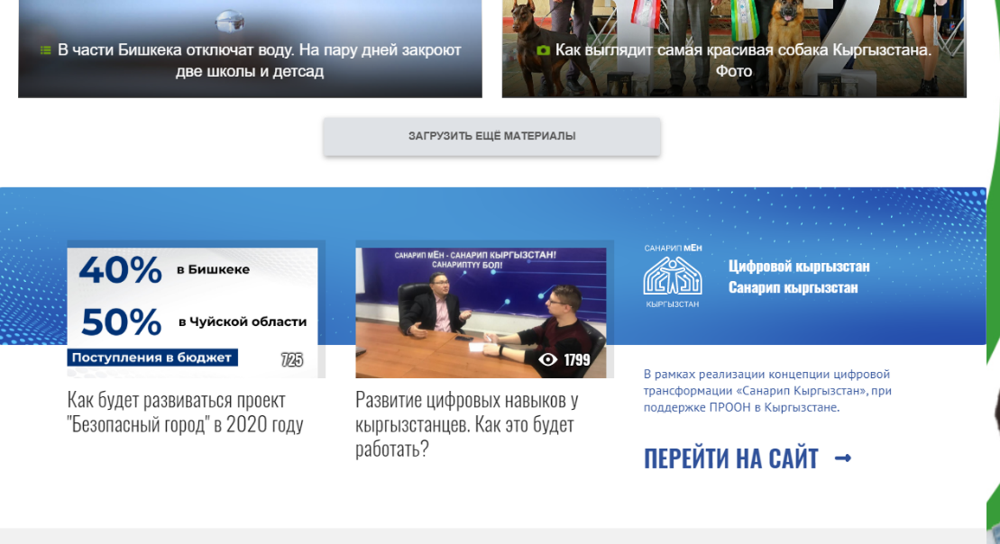 В части Бишкека отключат воду. На пару дней закроют
две школы и детсад
Как выглядит самая красивая собака Кыргызстана.
Фото
ЗАГРУЗИТЬ ЕЩЁ МАТЕРИАЛЫ
40% в Бишкеке
50% в Чуйской области
Поступления в бюджет
725
Как будет развиваться проект
"Безопасный город" в 2020 году
САНАРИП МЕН - САНАРИП КЫРГЫЗСТАН!
САНАРИПТҮҮ БОЛ!
1799
Развитие цифровых навыков у
кыргызстанцев. Как это будет
работать?
САНАРИП МЕН
КЫРГЫЗСТАН
Цифровой кыргызстан
Санарип кыргызстан
В рамках реализации концепции цифровой
трансформации «Санарип Кыргызстан», при
поддержке ПРООН в Кыргызстане.
ПЕРЕЙТИ НА САЙТ →